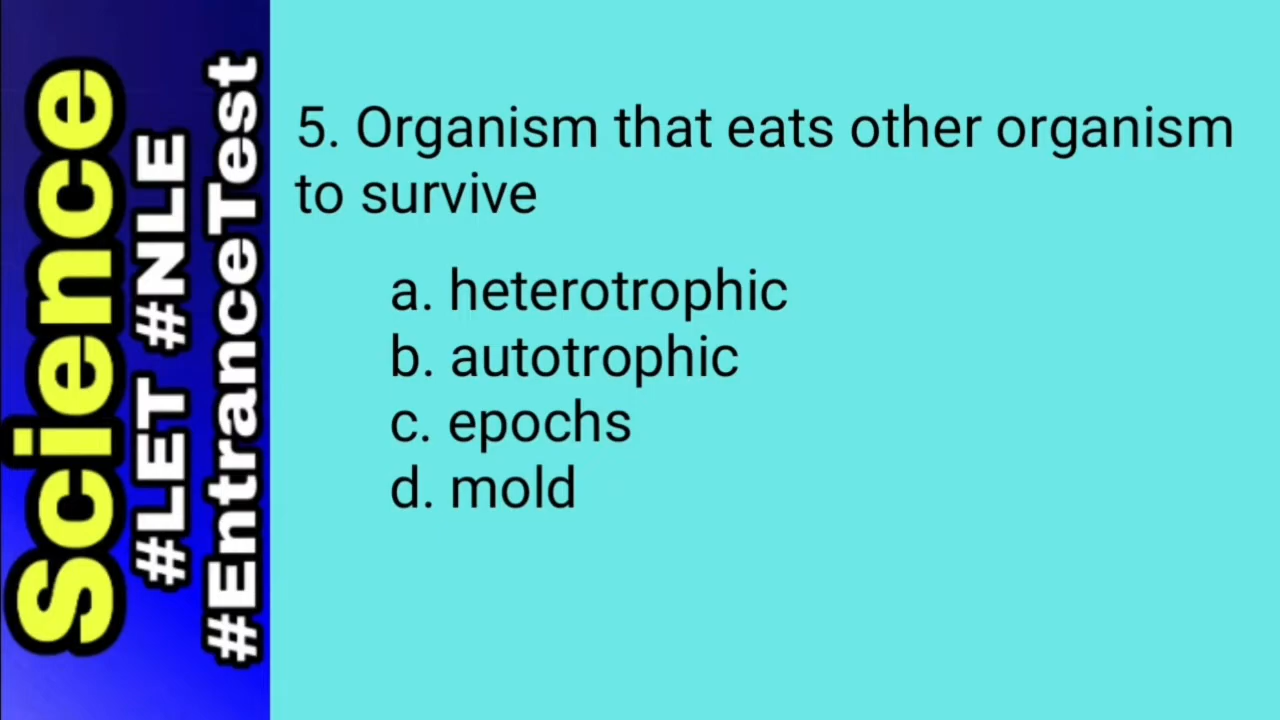 Science
#LET #NLE
#EntranceTest
5. Organism that eats other organism
to survive
a. heterotrophic
b. autotrophic
c. epochs
d. mold